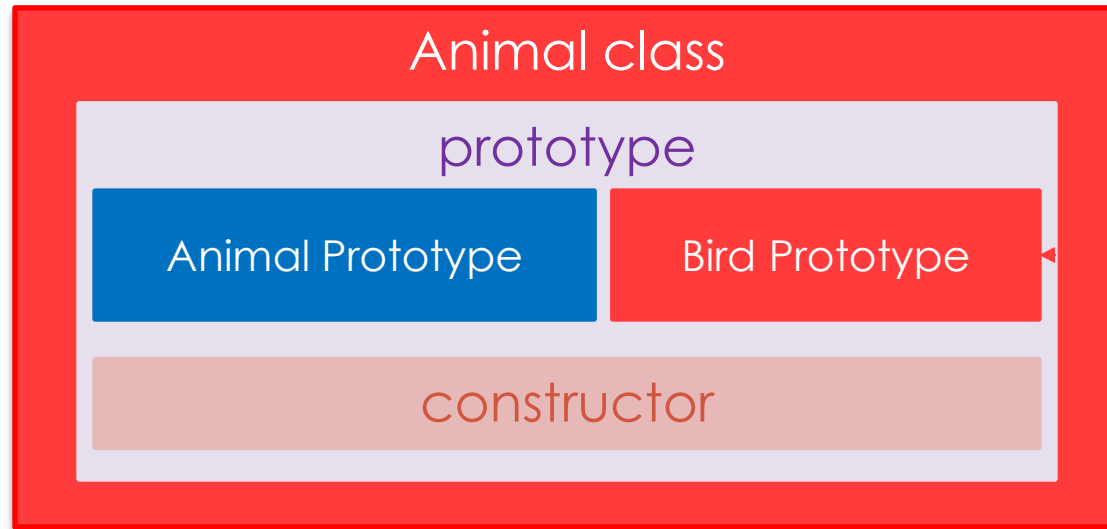 Animal class
prototype
Animal Prototype
Bird Prototype
constructor